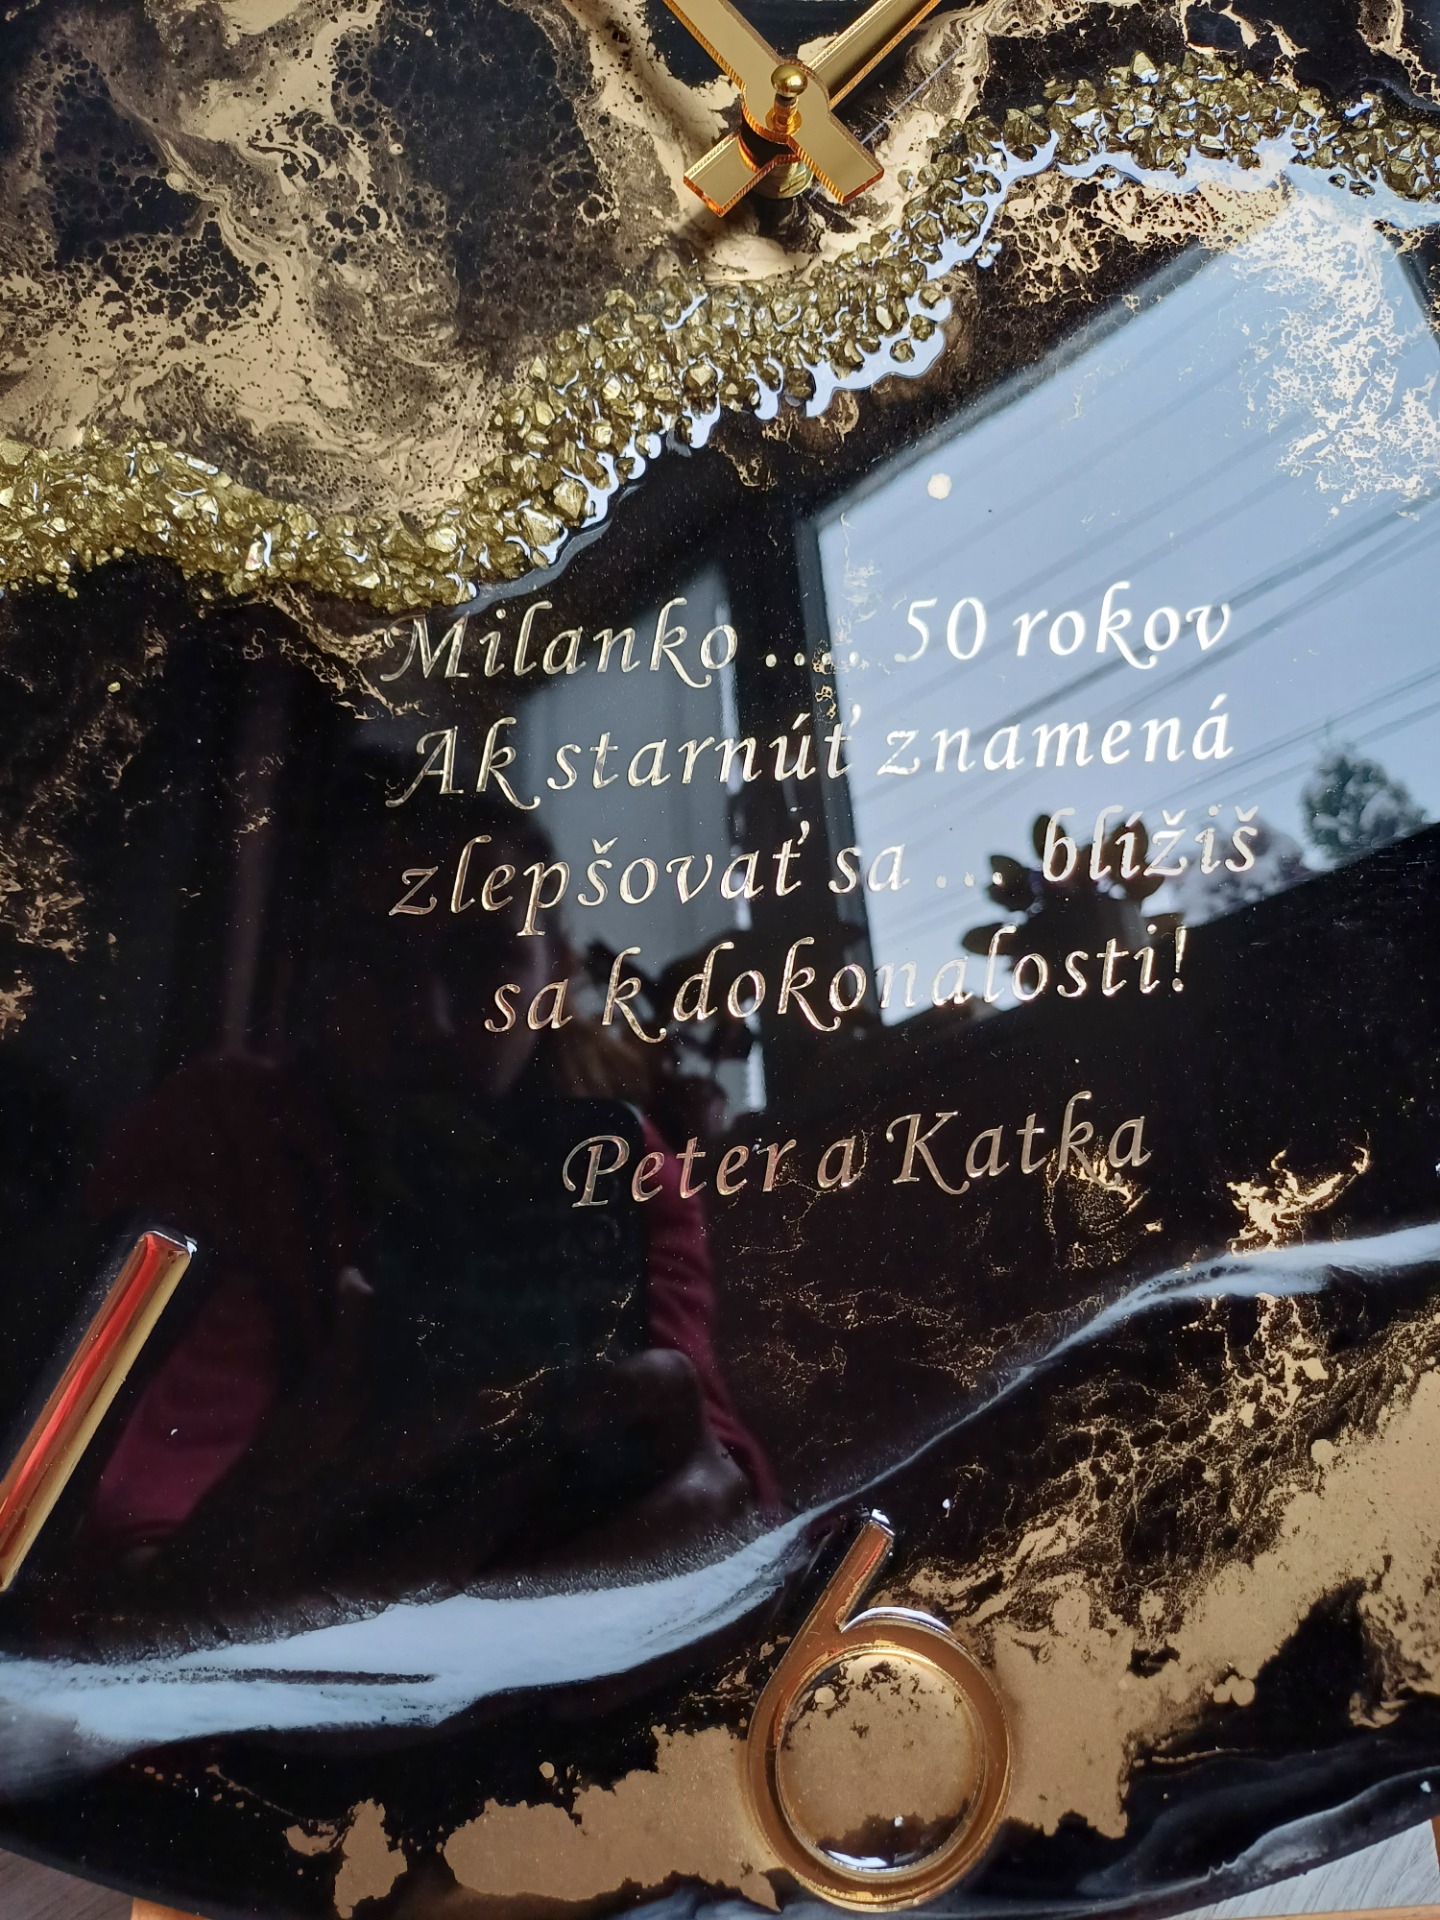 Milanko .... 50 rokov
Ak starnúť znamená
zlepšovať sa ... blížiš
sa k dokonalosti!
Peter a Katka
6